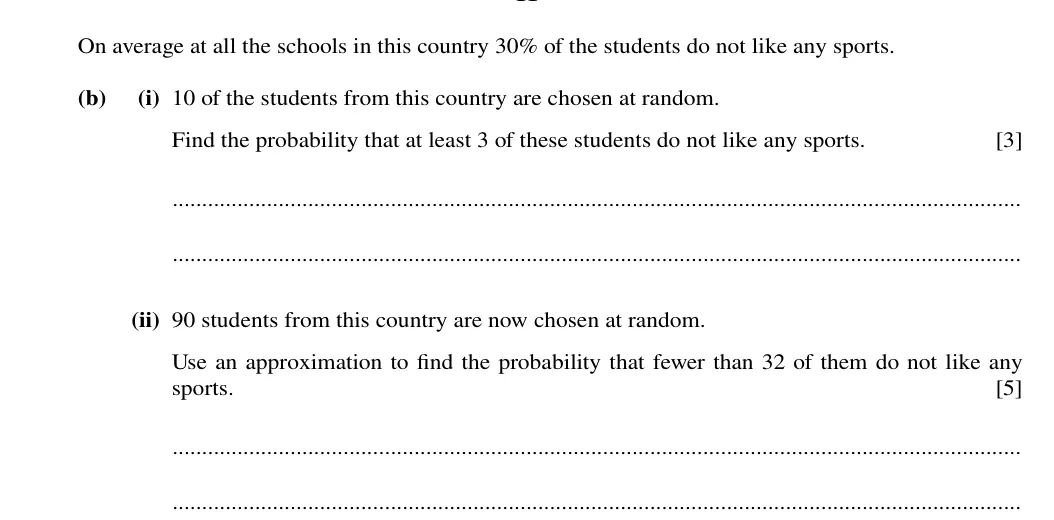 On average at all the schools in this country 30% of the students do not like any sports.
(b) (i) 10 of the students from this country are chosen at random.
Find the probability that at least 3 of these students do not like any sports. [3]
(ii) 90 students from this country are now chosen at random.
Use an approximation to find the probability that fewer than 32 of them do not like any
sports. [5]